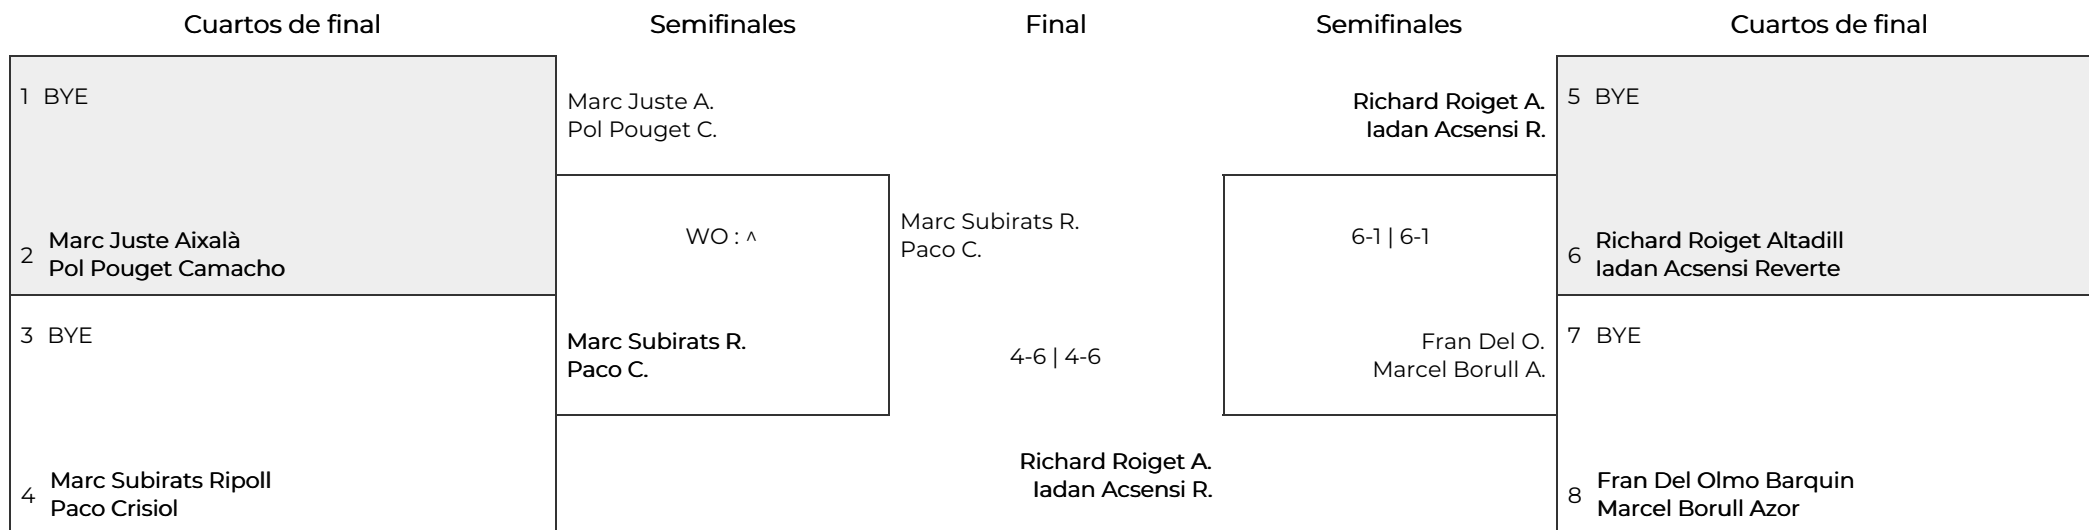 Cuartos de final
Semifinales
Final
Semifinales
Cuartos de final
1 BYE
2 Marc Juste Aixalà
Pol Pouget Camacho
3 BYE
4 Marc Subirats Ripoll
Paco Crisiol
Marc Juste A.
Pol Pouget C.
WO : ^
Marc Subirats R.
Paco C.
Marc Subirats R.
Paco C.
4-6 | 4-6
Richard Roiget A.
Iadan Acsensi R.
Richard Roiget A.
Iadan Acsensi R.
6-1 | 6-1
Fran Del O.
Marcel Borull A.
5 BYE
6 Richard Roiget Altadill
Iadan Acsensi Reverte
7 BYE
8 Fran Del Olmo Barquin
Marcel Borull Azor